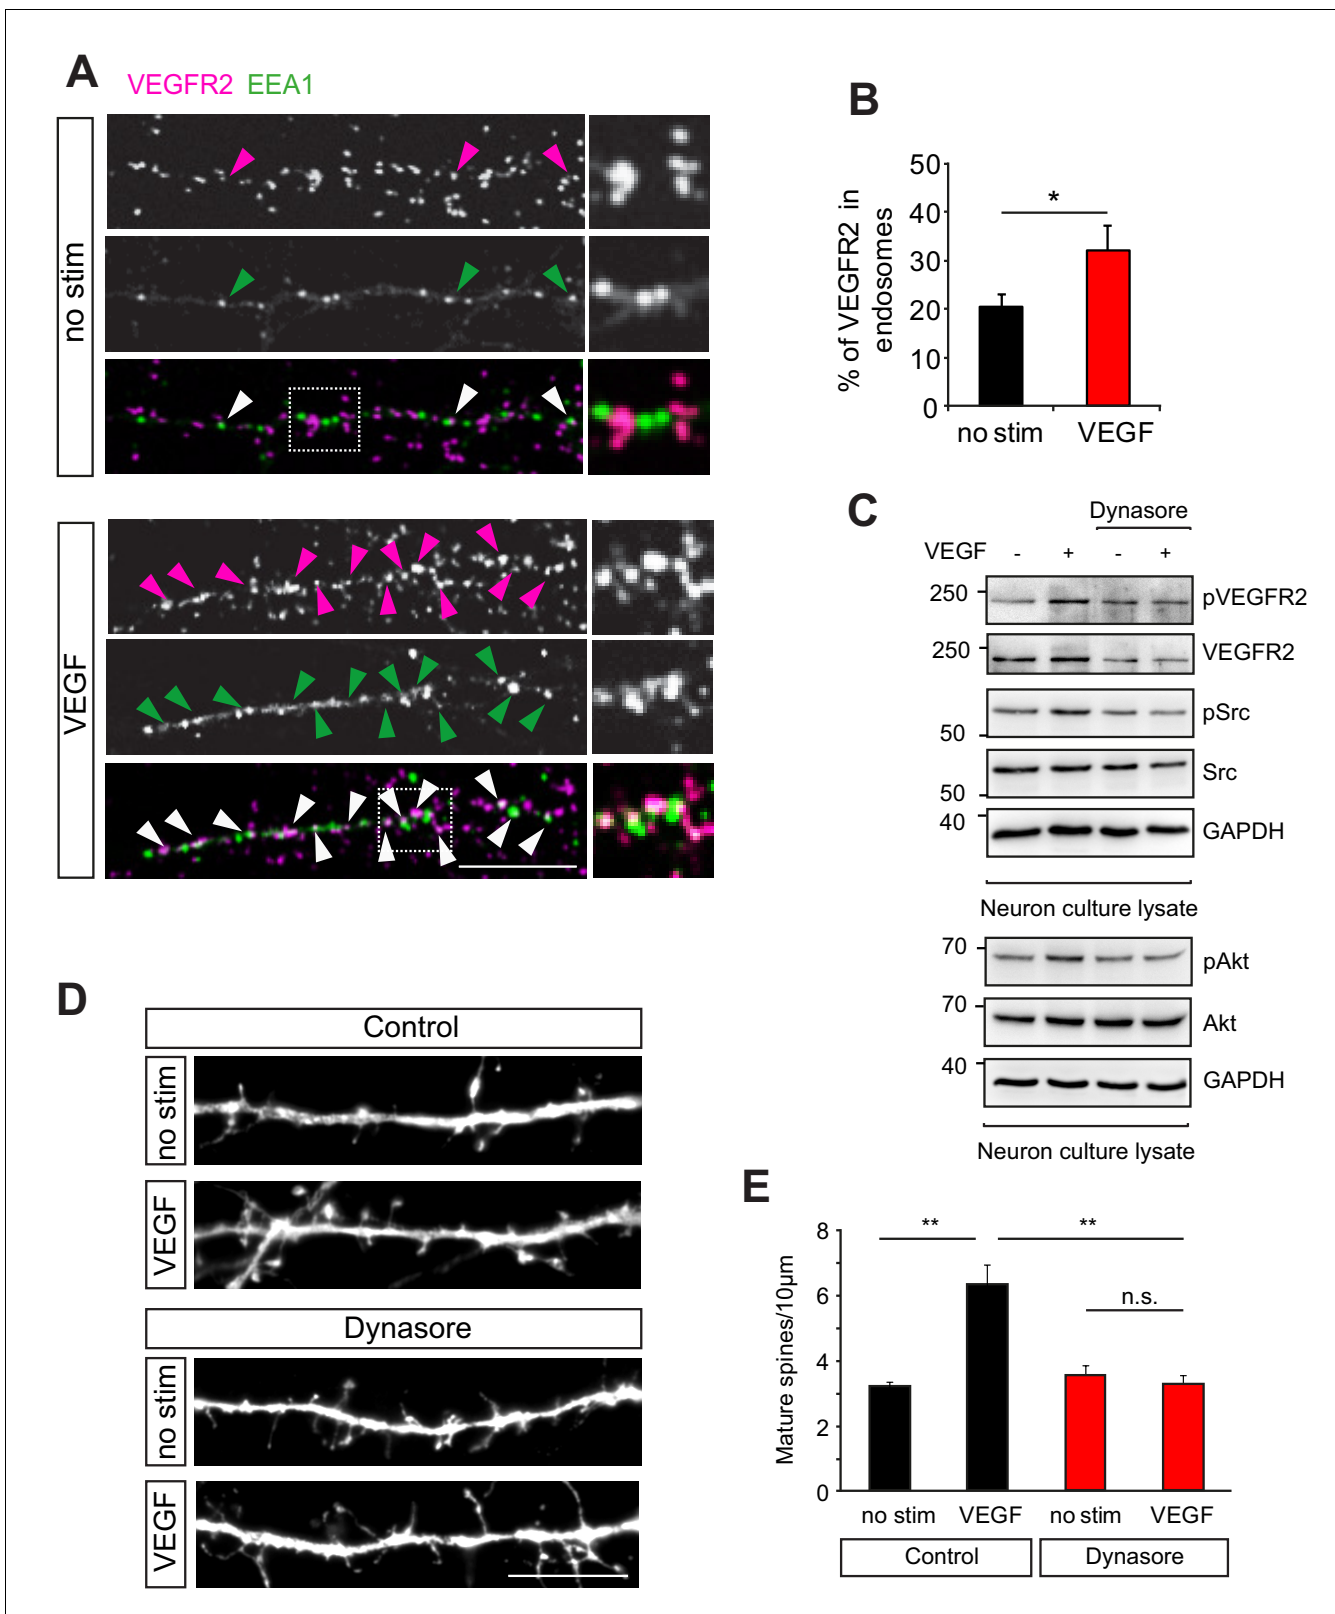 A
VEGFR2 EEA1
no stim
VEGF
B
% of VEGFR2 in
endosomes
50
40
30
20
10
0
*
no stim VEGF
C
Dynasore
VEGF - + - +
250 pVEGFR2
250 VEGFR2
pSrc
50
Src
50
40 GAPDH
Neuron culture lysate
70 pAkt
70 Akt
40 GAPDH
Neuron culture lysate
D
Control
no stim
VEGF
Dynasore
no stim
VEGF
E
Mature spines/10µm
8
6
4
2
0
** **
n.s.
no stim VEGF no stim VEGF
Control Dynasore